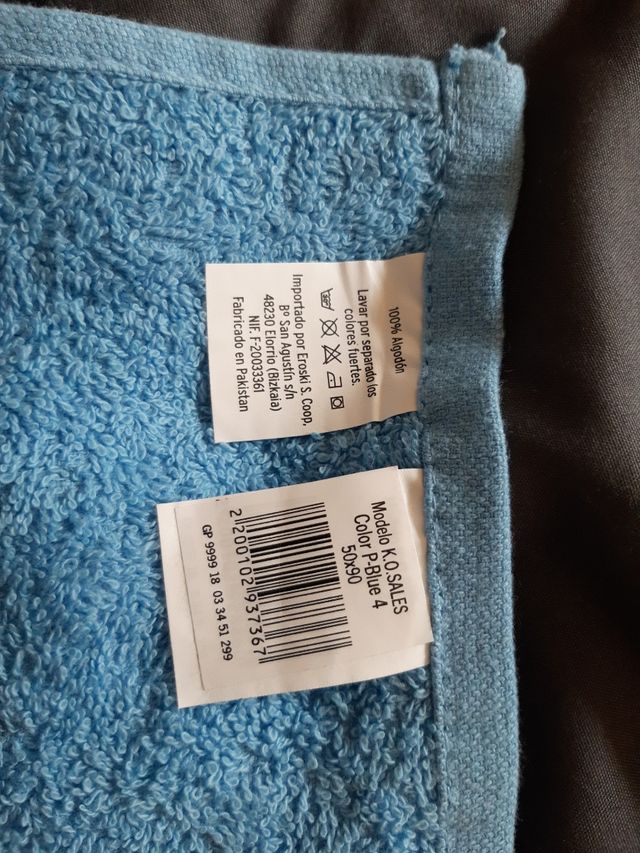 100% Algodón
Lavar por separado los
colores fuertes.
Importado por Eroski S. Coop,
Bº San Agustín s/n
48230 Elorrio (Bizkaia)
NIF. F-20033361
Fabricado en Pakistan
Modelo K.O.SALES
Color P-Blue 4
50x90
2 200102 937367
GP 9999 18 03 34 51 299